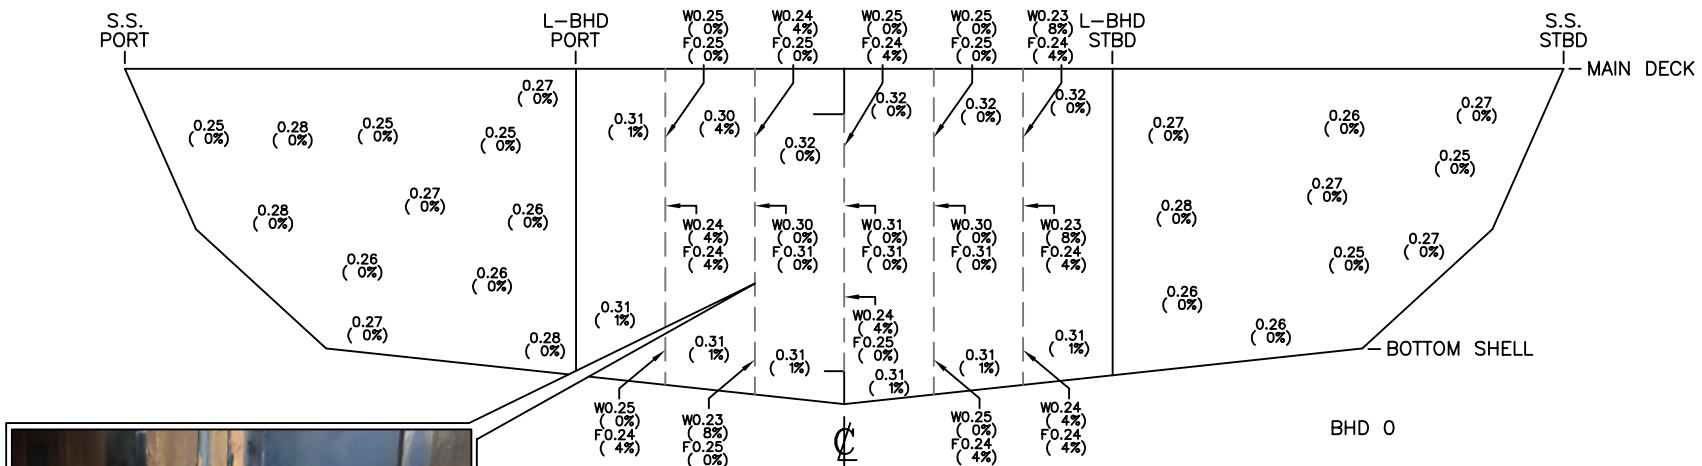 S.S.
PORT
L-BHD
PORT
W0.25
( 0%)
F0.25
( 0%)
W0.24
( 4%)
F0.25
( 0%)
W0.25
( 0%)
F0.24
( 4%)
W0.25
( 0%)
F0.25
( 0%)
W0.23
( 8%)
F0.24
( 4%)
L-BHD
STBD
S.S.
STBD
MAIN DECK
0.27
( 0%)
0.25
( 0%)
0.28
( 0%)
0.25
( 0%)
0.25
( 0%)
0.31
( 1%)
0.30
( 4%)
0.32
( 0%)
0.32
( 0%)
0.32
( 0%)
0.32
( 0%)
0.27
( 0%)
0.26
( 0%)
0.27
( 0%)
0.25
( 0%)
0.28
( 0%)
0.27
( 0%)
0.26
( 0%)
W0.24
( 4%)
F0.24
( 4%)
W0.30
( 0%)
F0.31
( 0%)
W0.31
( 0%)
F0.31
( 0%)
W0.30
( 0%)
F0.31
( 0%)
W0.23
( 8%)
F0.24
( 4%)
0.28
( 0%)
0.27
( 0%)
0.25
( 0%)
0.27
( 0%)
0.26
( 0%)
0.26
( 0%)
0.27
( 0%)
0.28
( 0%)
0.31
( 1%)
0.31
( 1%)
0.31
( 1%)
W0.24
( 4%)
F0.25
( 0%)
0.31
( 1%)
0.31
( 1%)
0.31
( 1%)
0.26
( 0%)
0.26
( 0%)
BOTTOM SHELL
W0.25
( 0%)
F0.24
( 4%)
W0.23
( 8%)
F0.25
( 0%)
W0.25
( 0%)
F0.24
( 4%)
W0.24
( 4%)
F0.24
( 4%)
℄
BHD 0